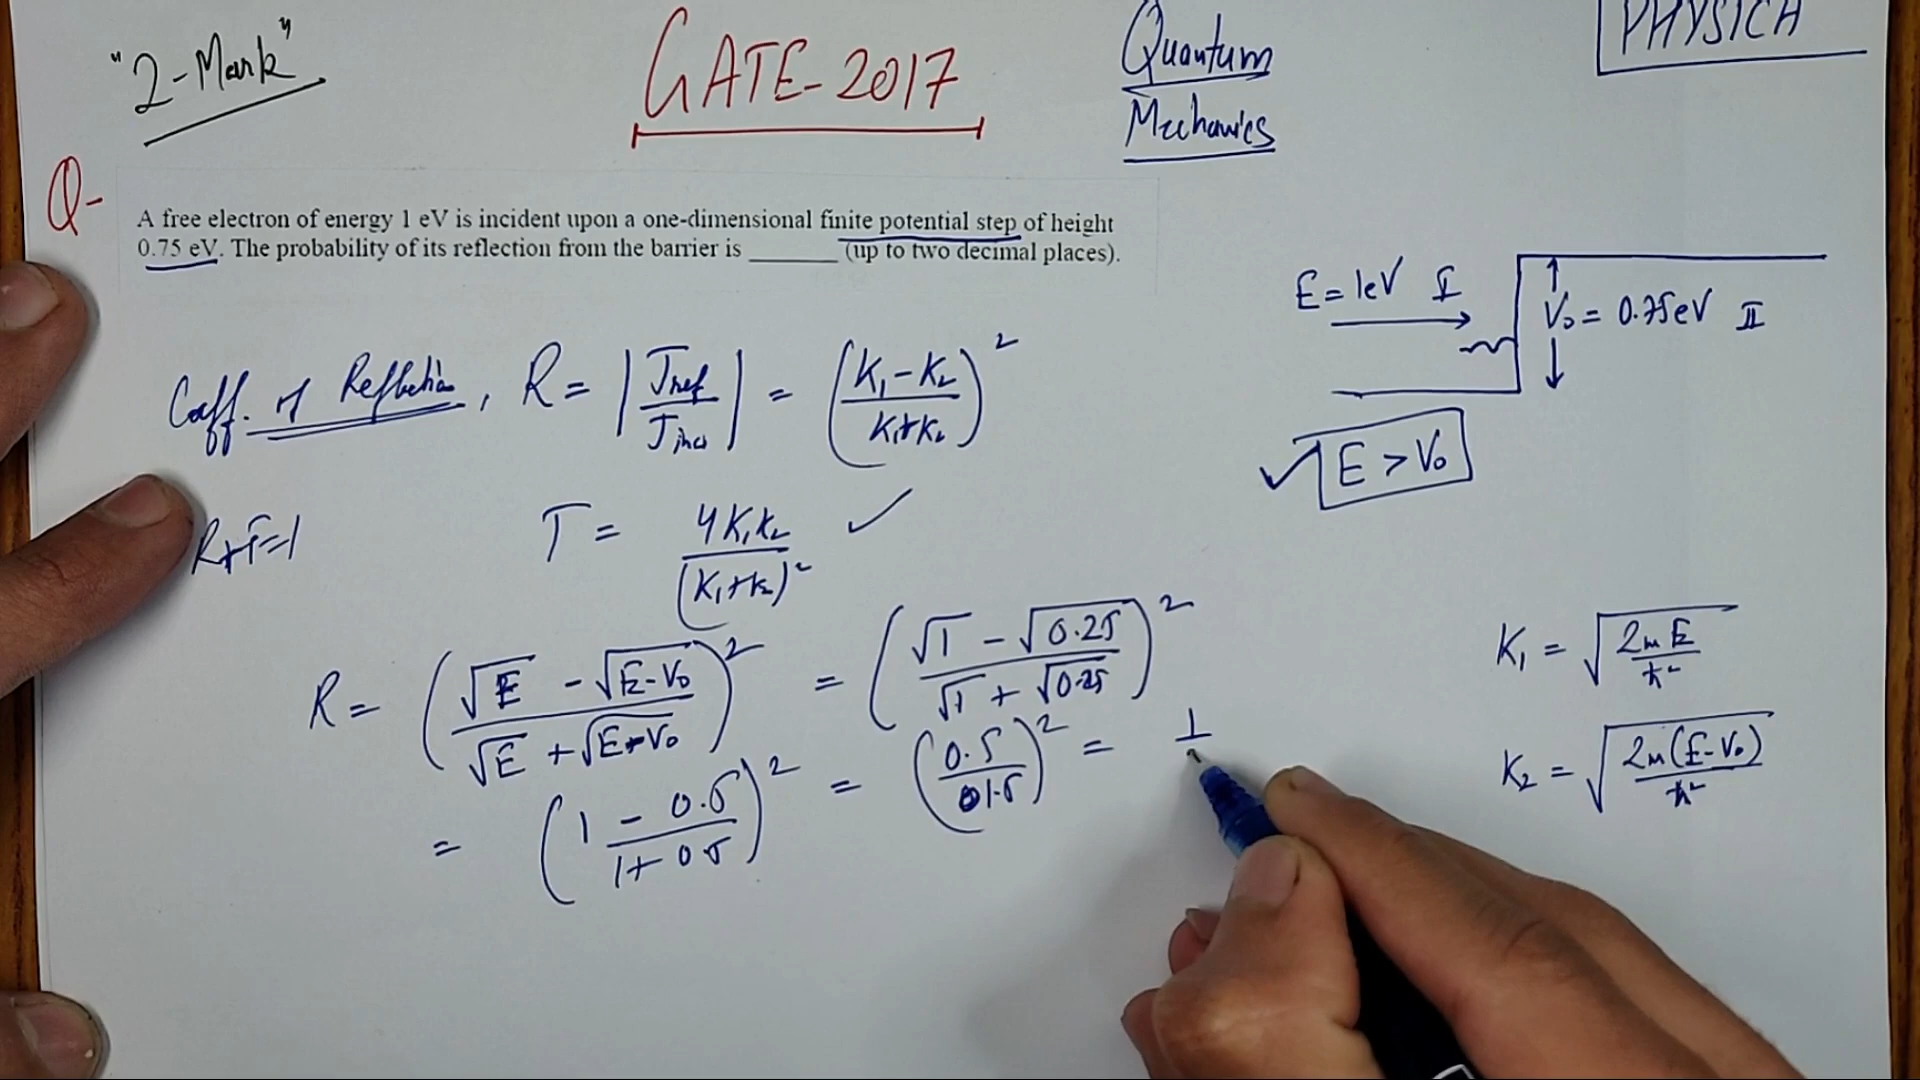 "2-Mark"
GATE-2017
Quantum
Mechanics
PHYSICA
Q-
A free electron of energy 1 eV is incident upon a one-dimensional finite potential step of height
0.75 eV. The probability of its reflection from the barrier is ________ (up to two decimal places).
E = 1eV I
V₀ = 0.75eV II
E > V₀
Coff. of Reflection, R = |Jref/Jinc| = ((K₁-K₂)/(K₁+K₂))²
R+T=1
T = 4K₁K₂/(K₁+K₂)² ✓
R = ((√E - √E-V₀)/(√E + √E-V₀))² = ((√1 - √0.25)/(√1 + √0.25))²
= ((1 - 0.5)/(1 + 0.5))² = (0.5/1.5)² = 1
K₁ = √(2mE/ħ²)
K₂ = √(2m(E-V₀)/ħ²)